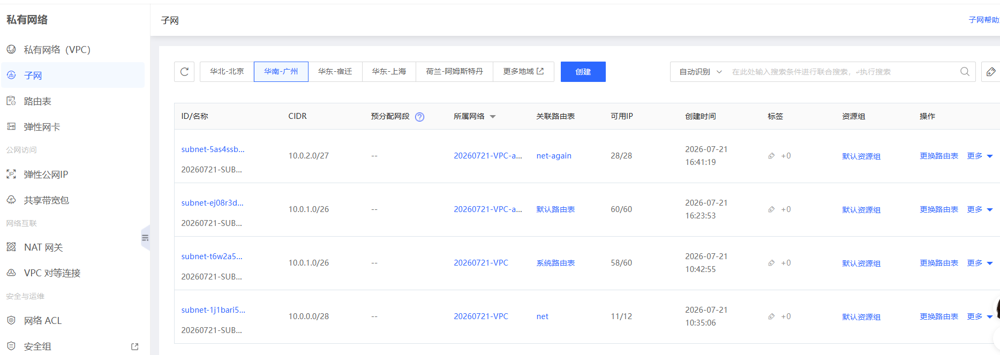 私有网络
私有网络（VPC）
子网
路由表
弹性网卡
公网访问
弹性公网IP
共享带宽包
网络互联
NAT 网关
VPC 对等连接
安全与运维
网络 ACL
安全组
子网
子网帮助
华北-北京 华南-广州 华东-宿迁 华东-上海 荷兰-阿姆斯特丹 更多地域 创建 自动识别 在此处输入搜索条件进行联合搜索，⏎执行搜索
ID/名称 CIDR 预分配网段 ? 所属网络 关联路由表 可用IP 创建时间 标签 资源组 操作
subnet-5as4ssb... 10.0.2.0/27 -- 20260721-VPC-a... net-again 28/28 2026-07-21 16:41:19 +0 默认资源组 更换路由表 更多
20260721-SUB...
subnet-ej08r3d... 10.0.1.0/26 -- 20260721-VPC-a... 默认路由表 60/60 2026-07-21 16:23:53 +0 默认资源组 更换路由表 更多
20260721-SUB...
subnet-t6w2a5... 10.0.1.0/26 -- 20260721-VPC 系统路由表 58/60 2026-07-21 10:42:55 +0 默认资源组 更换路由表 更多
20260721-SUB...
subnet-1j1bari5... 10.0.0.0/28 -- 20260721-VPC net 11/12 2026-07-21 10:35:06 +0 默认资源组 更换路由表 更多
20260721-SUB...